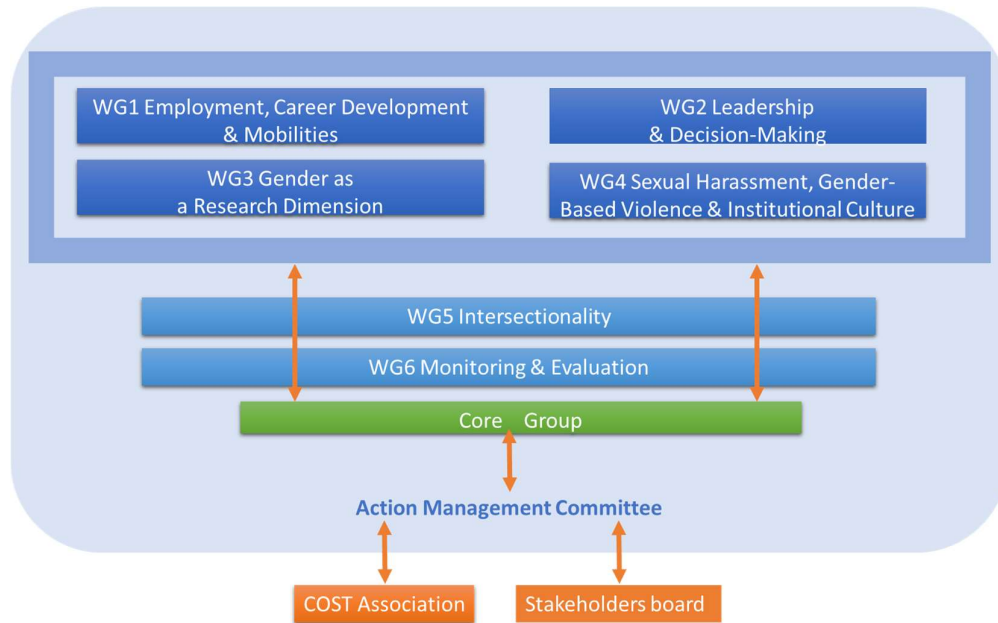 WG1 Employment, Career Development
& Mobilities
WG2 Leadership
& Decision-Making
WG3 Gender as
a Research Dimension
WG4 Sexual Harassment, Gender-
Based Violence & Institutional Culture
WG5 Intersectionality
WG6 Monitoring & Evaluation
Core Group
Action Management Committee
COST Association
Stakeholders board